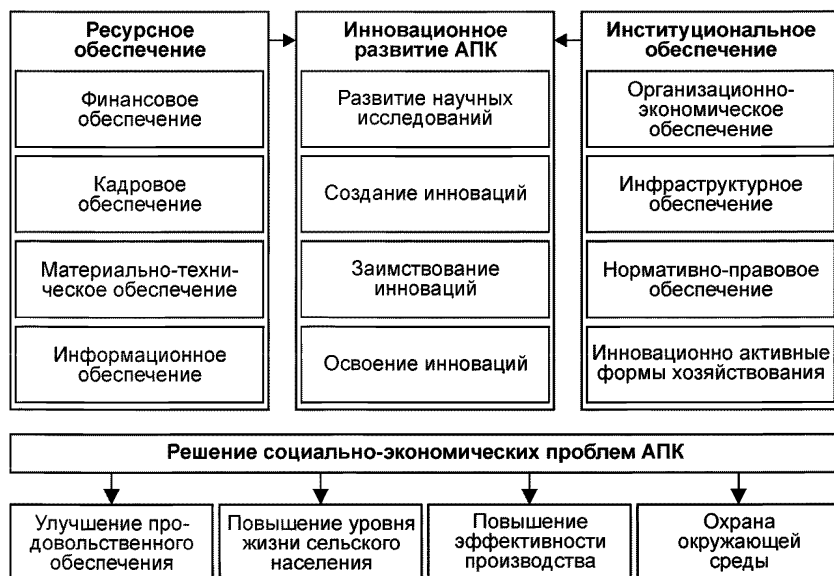 Ресурсное
обеспечение
Финансовое
обеспечение
Кадровое
обеспечение
Материально-техни-
ческое обеспечение
Информационное
обеспечение
Инновационное
развитие АПК
Развитие научных
исследований
Создание инноваций
Заимствование
инноваций
Освоение инноваций
Институциональное
обеспечение
Организационно-
экономическое
обеспечение
Инфраструктурное
обеспечение
Нормативно-правовое
обеспечение
Инновационно активные
формы хозяйствования
Решение социально-экономических проблем АПК
Улучшение про-
довольственного
обеспечения
Повышение уровня
жизни сельского
населения
Повышение
эффективности
производства
Охрана
окружающей
среды